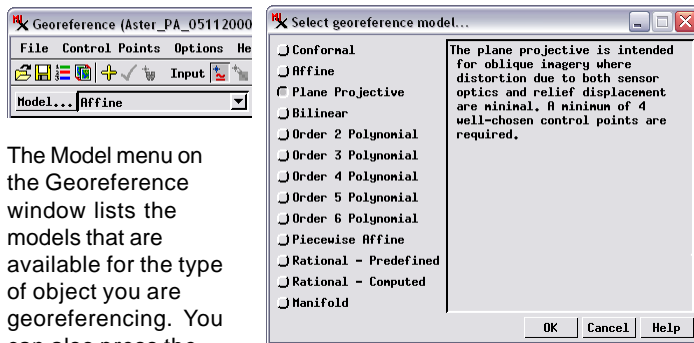 Georeference (Aster_PA_05112000
File Control Points Options He
Input
Model... Affine
The Model menu on
the Georeference
window lists the
models that are
available for the type
of object you are
georeferencing. You
can also press the
Select georeference model...
Conformal
Affine
Plane Projective
Bilinear
Order 2 Polynomial
Order 3 Polynomial
Order 4 Polynomial
Order 5 Polynomial
Order 6 Polynomial
Piecewise Affine
Rational - Predefined
Rational - Computed
Manifold
The plane projective is intended
for oblique imagery where
distortion due to both sensor
optics and relief displacement
are minimal. A minimum of 4
well-chosen control points are
required.
OK Cancel Help